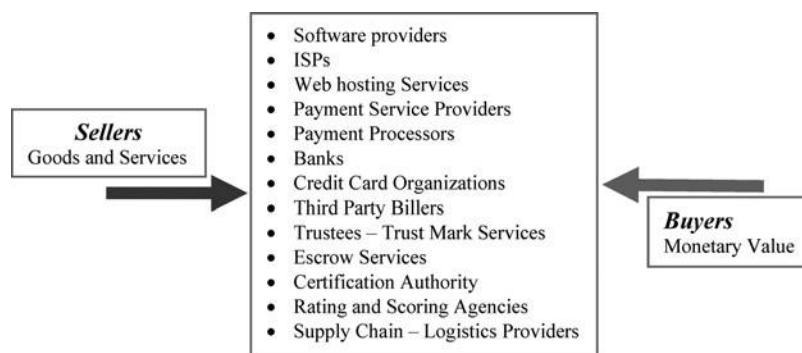 Sellers
Goods and Services
• Software providers
• ISPs
• Web hosting Services
• Payment Service Providers
• Payment Processors
• Banks
• Credit Card Organizations
• Third Party Billers
• Trustees – Trust Mark Services
• Escrow Services
• Certification Authority
• Rating and Scoring Agencies
• Supply Chain – Logistics Providers
Buyers
Monetary Value